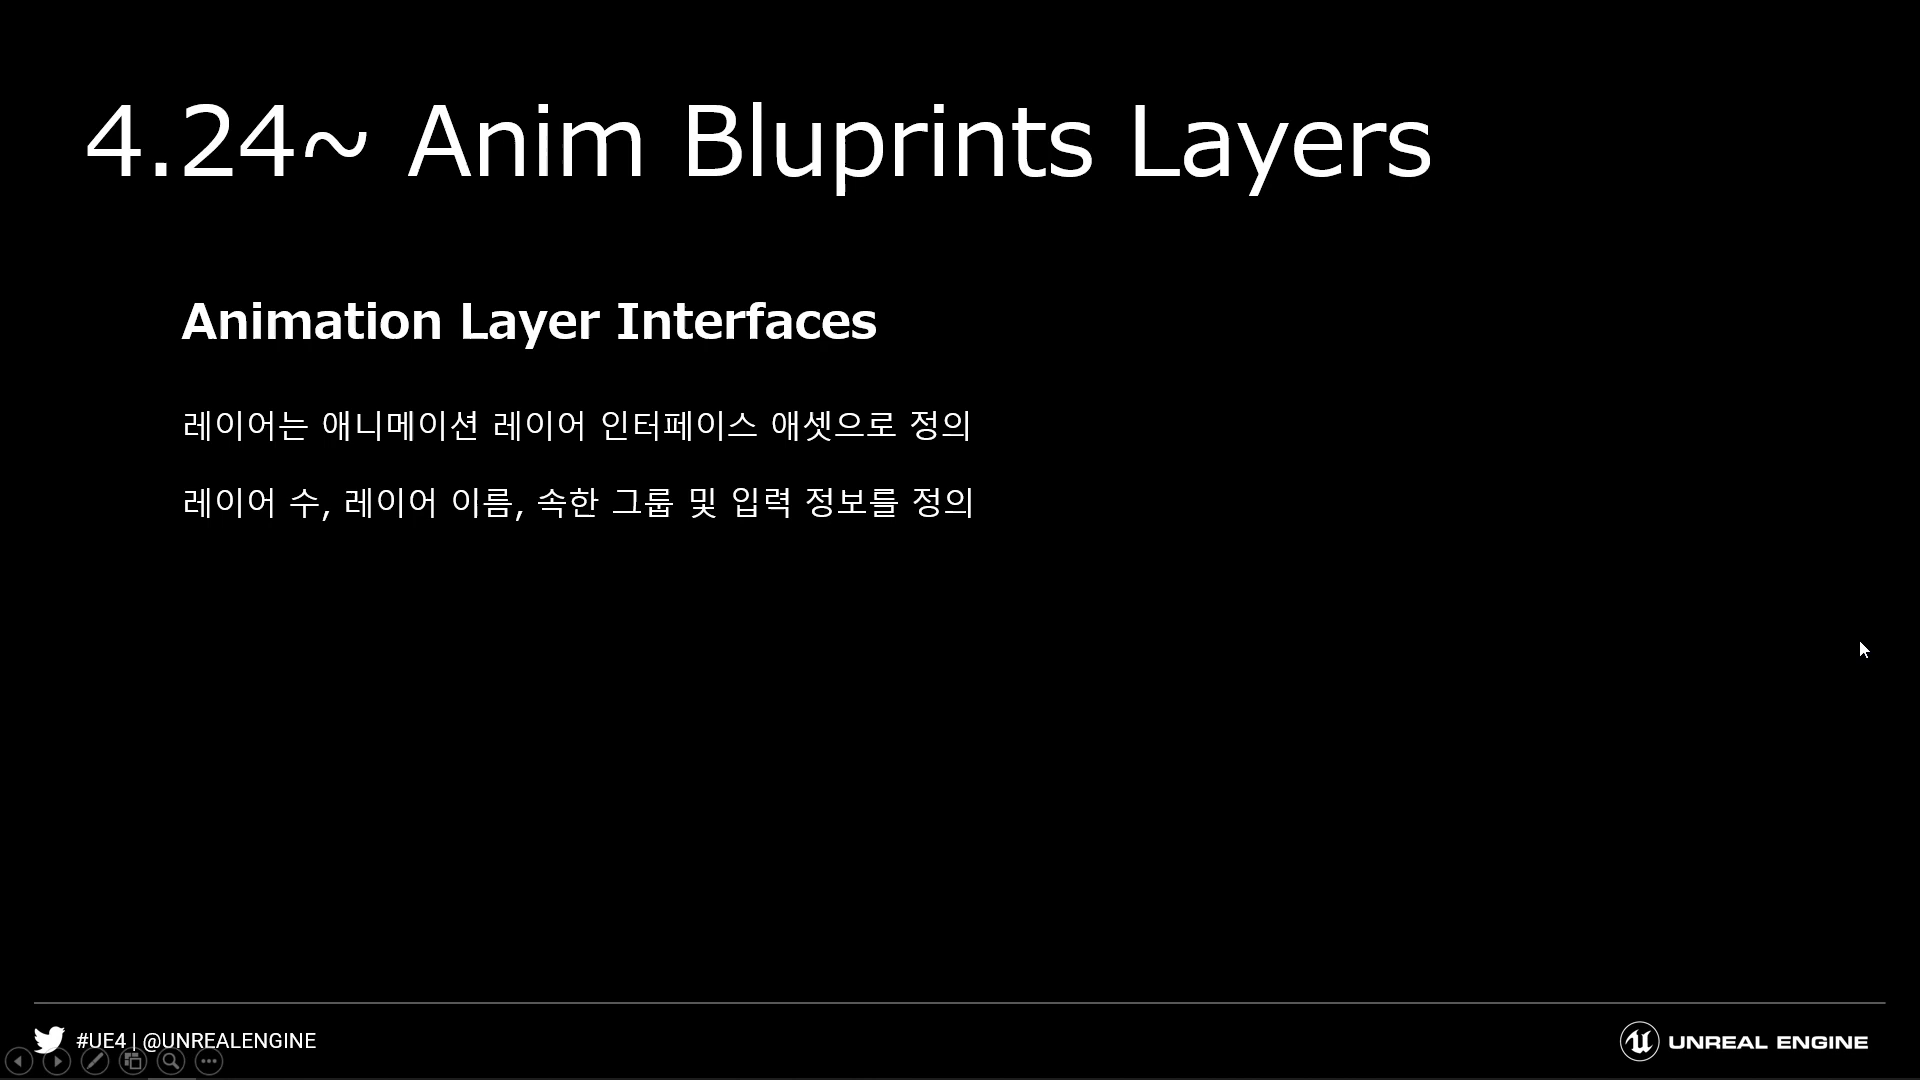 4.24~ Anim Bluprints Layers
Animation Layer Interfaces
레이어는 애니메이션 레이어 인터페이스 애셋으로 정의
레이어 수, 레이어 이름, 속한 그룹 및 입력 정보를 정의
#UE4 | @UNREALENGINE
UNREAL ENGINE